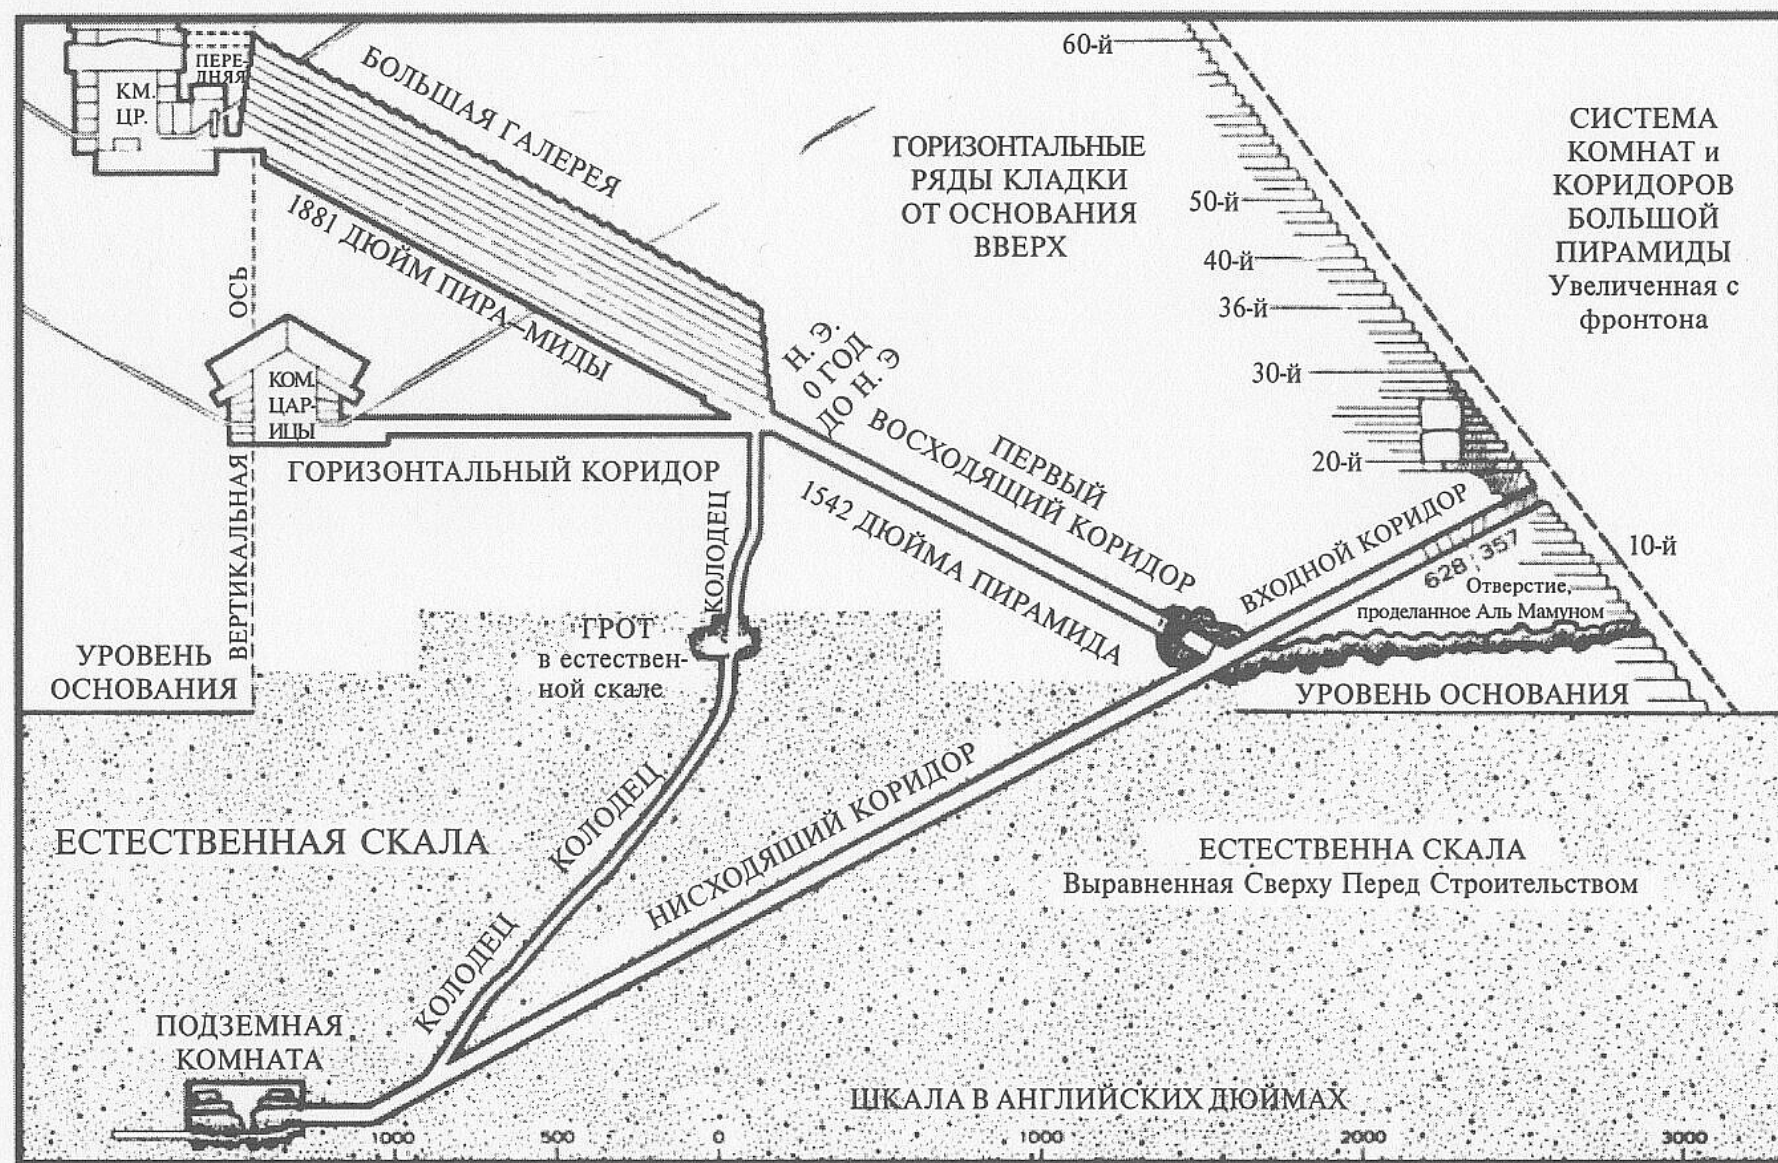 60-й
ПЕРЕ-
ДНЯЯ
КМ.
ЦР.
БОЛЬШАЯ ГАЛЕРЕЯ
ГОРИЗОНТАЛЬНЫЕ
РЯДЫ КЛАДКИ
ОТ ОСНОВАНИЯ
ВВЕРХ
СИСТЕМА
КОМНАТ и
КОРИДОРОВ
БОЛЬШОЙ
ПИРАМИДЫ
Увеличенная с
фронтона
50-й
40-й
36-й
30-й
20-й
10-й
1881 ДЮЙМ ПИРА–МИДЫ
ВЕРТИКАЛЬНАЯ ОСЬ
КОМ.
ЦАР-
ИЦЫ
Н. Э.
0 ГОД
ДО Н. Э
ГОРИЗОНТАЛЬНЫЙ КОРИДОР
ПЕРВЫЙ
ВОСХОДЯЩИЙ КОРИДОР
1542 ДЮЙМА ПИРАМИДА
КОЛОДЕЦ
ВХОДНОЙ КОРИДОР
628 357
Отверстие,
проделанное Аль Мамуном
ГРОТ
в естествен-
ной скале
УРОВЕНЬ
ОСНОВАНИЯ
УРОВЕНЬ ОСНОВАНИЯ
КОЛОДЕЦ
НИСХОДЯЩИЙ КОРИДОР
ЕСТЕСТВЕННАЯ СКАЛА
ЕСТЕСТВЕННА СКАЛА
Выравненная Сверху Перед Строительством
КОЛОДЕЦ
ПОДЗЕМНАЯ
КОМНАТА
ШКАЛА В АНГЛИЙСКИХ ДЮЙМАХ
1000 500 0 1000 2000 3000